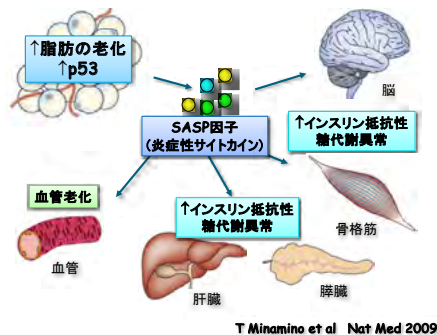 ↑脂肪の老化
↑p53
脳
SASP因子
(炎症性サイトカイン)
↑インスリン抵抗性
糖代謝異常
血管老化
↑インスリン抵抗性
糖代謝異常
骨格筋
血管
肝臓
膵臓
T Minamino et al Nat Med 2009